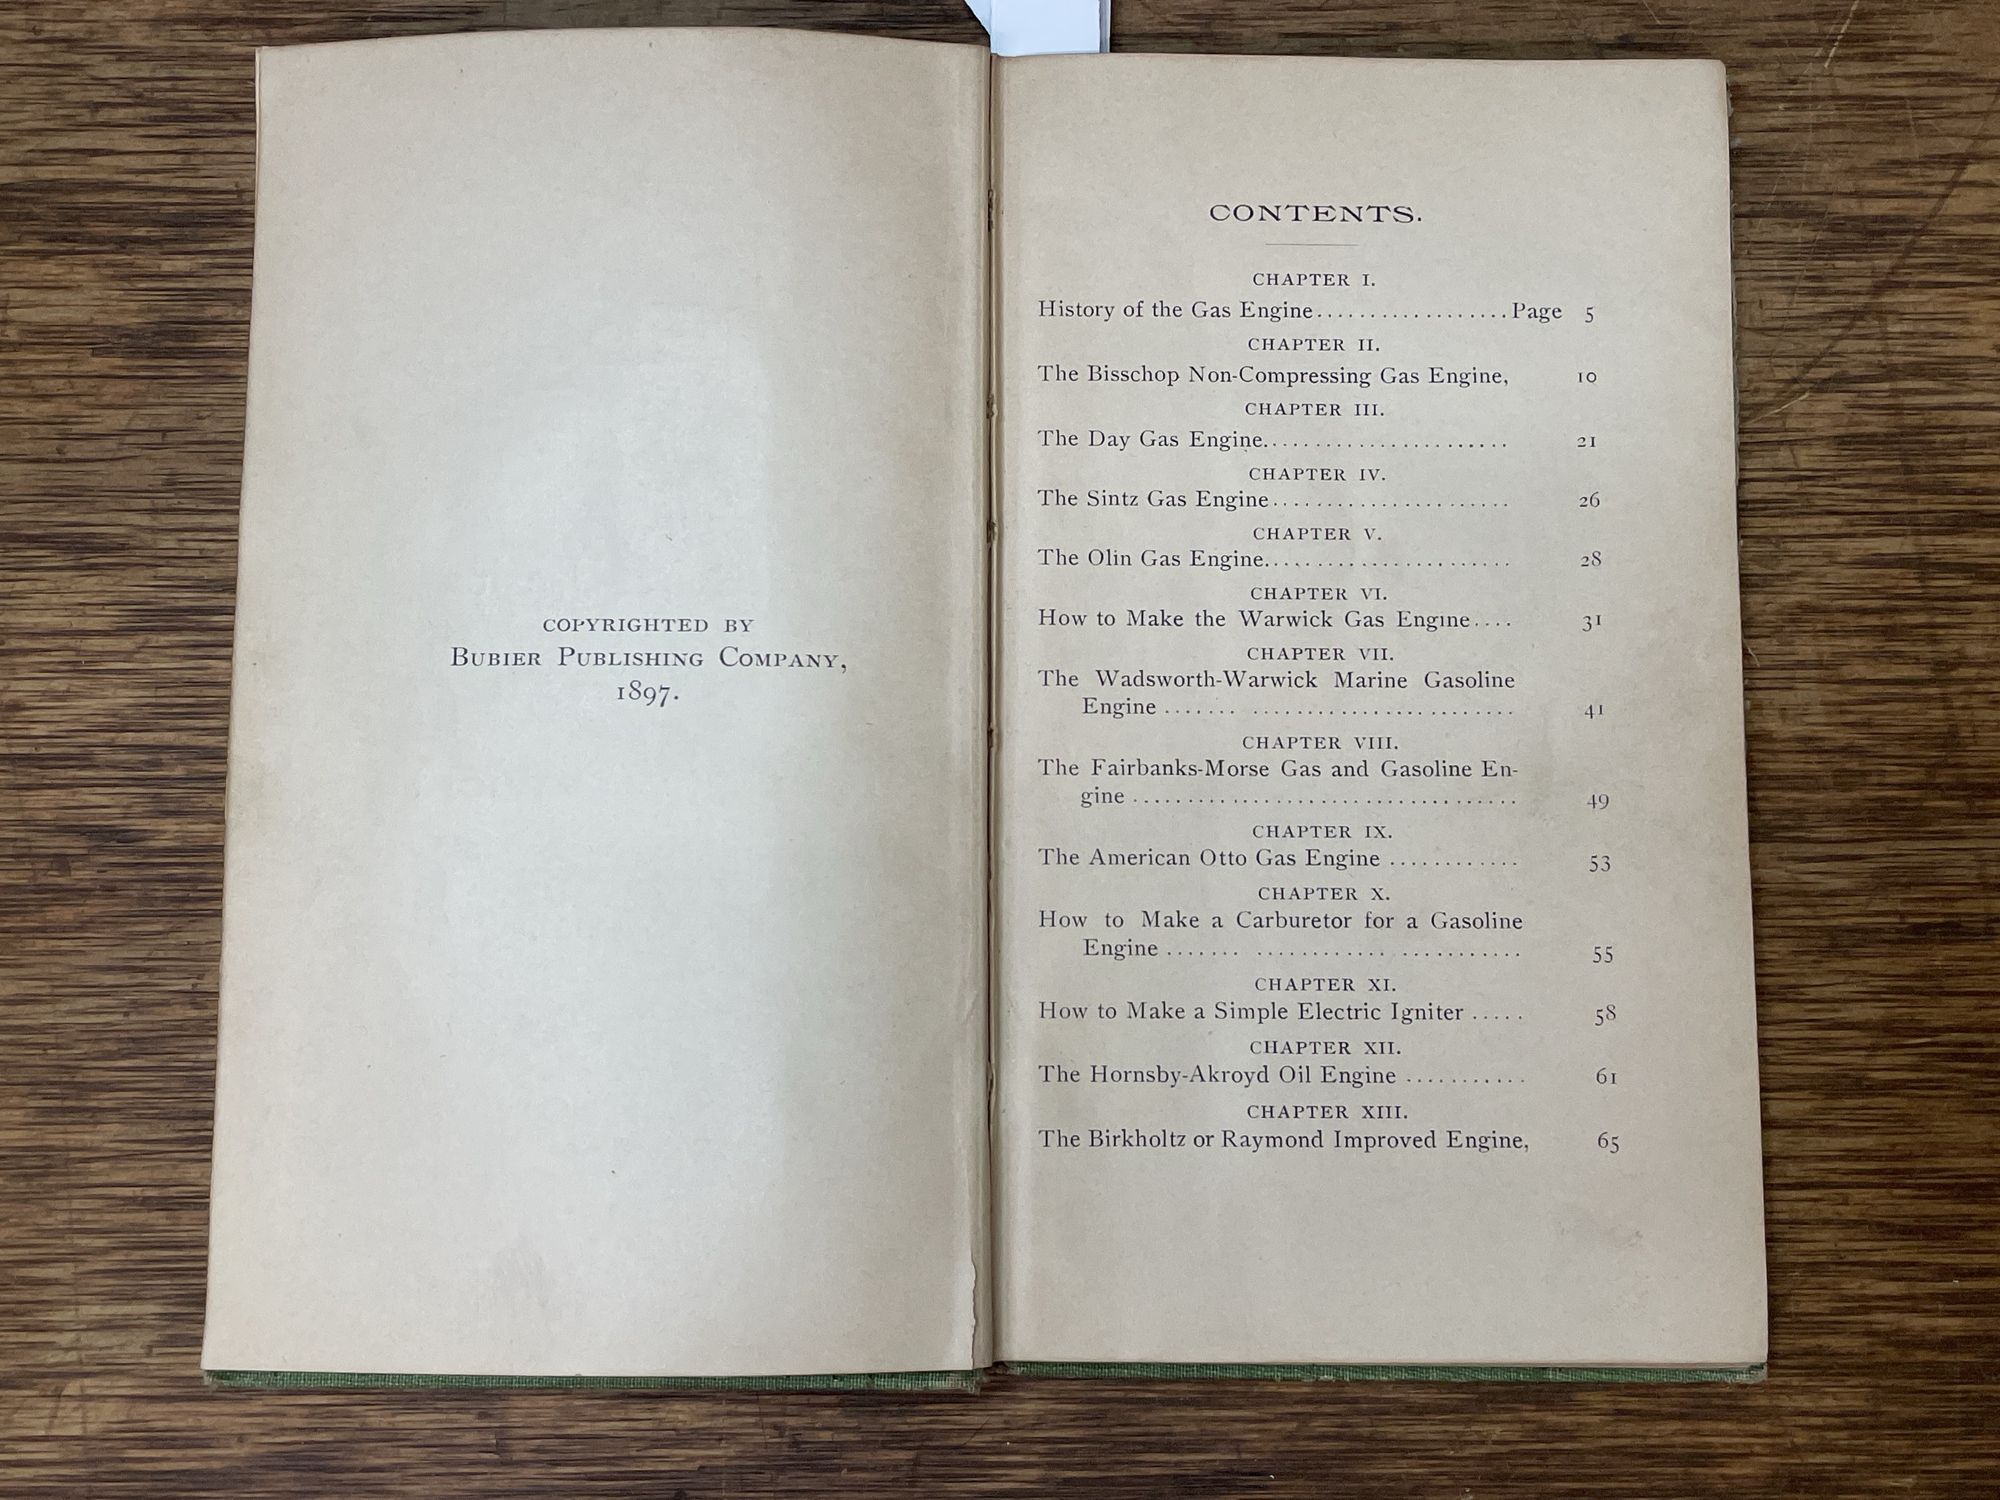 COPYRIGHTED BY
BUBIER PUBLISHING COMPANY,
1897.
CONTENTS.
CHAPTER I.
History of the Gas Engine..................Page 5
CHAPTER II.
The Bisschop Non-Compressing Gas Engine, 10
CHAPTER III.
The Day Gas Engine....................... 21
CHAPTER IV.
The Sintz Gas Engine...................... 26
CHAPTER V.
The Olin Gas Engine....................... 28
CHAPTER VI.
How to Make the Warwick Gas Engine.... 31
CHAPTER VII.
The Wadsworth-Warwick Marine Gasoline
Engine ....... ........................ 41
CHAPTER VIII.
The Fairbanks-Morse Gas and Gasoline En-
gine .................................... 49
CHAPTER IX.
The American Otto Gas Engine ............ 53
CHAPTER X.
How to Make a Carburetor for a Gasoline
Engine ....... ............ ........... 55
CHAPTER XI.
How to Make a Simple Electric Igniter ..... 58
CHAPTER XII.
The Hornsby-Akroyd Oil Engine ........... 61
CHAPTER XIII.
The Birkholtz or Raymond Improved Engine, 65